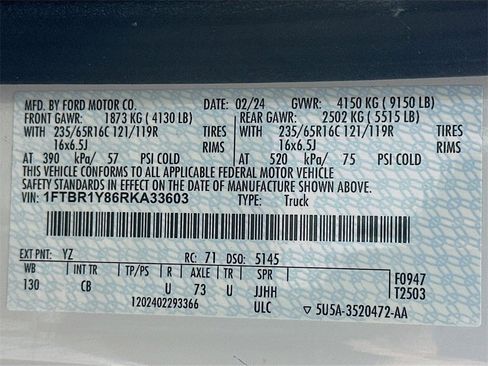 MFD. BY FORD MOTOR CO. DATE: 02/24 GVWR: 4150 KG ( 9150 LB)
FRONT GAWR: 1873 KG ( 4130 LB) REAR GAWR: 2502 KG ( 5515 LB)
WITH 235/65R16C 121/119R TIRES WITH 235/65R16C 121/119R TIRES
16x6.5J RIMS 16x6.5J RIMS
AT 390 kPa/ 57 PSI COLD AT 520 kPa/ 75 PSI COLD
THIS VEHICLE CONFORMS TO ALL APPLICABLE FEDERAL MOTOR VEHICLE
SAFETY STANDARDS IN EFFECT ON THE DATE OF MANUFACTURE SHOWN ABOVE.
VIN: 1FTBR1Y86RKA33603 TYPE: Truck
EXT PNT: YZ RC: 71 DSO: 5145
WB INT TR TP/PS R AXLE TR SPR F0947
130 CB U 73 U JJHH T2503
1202402293366 ULC ▽ 5U5A-3520472-AA